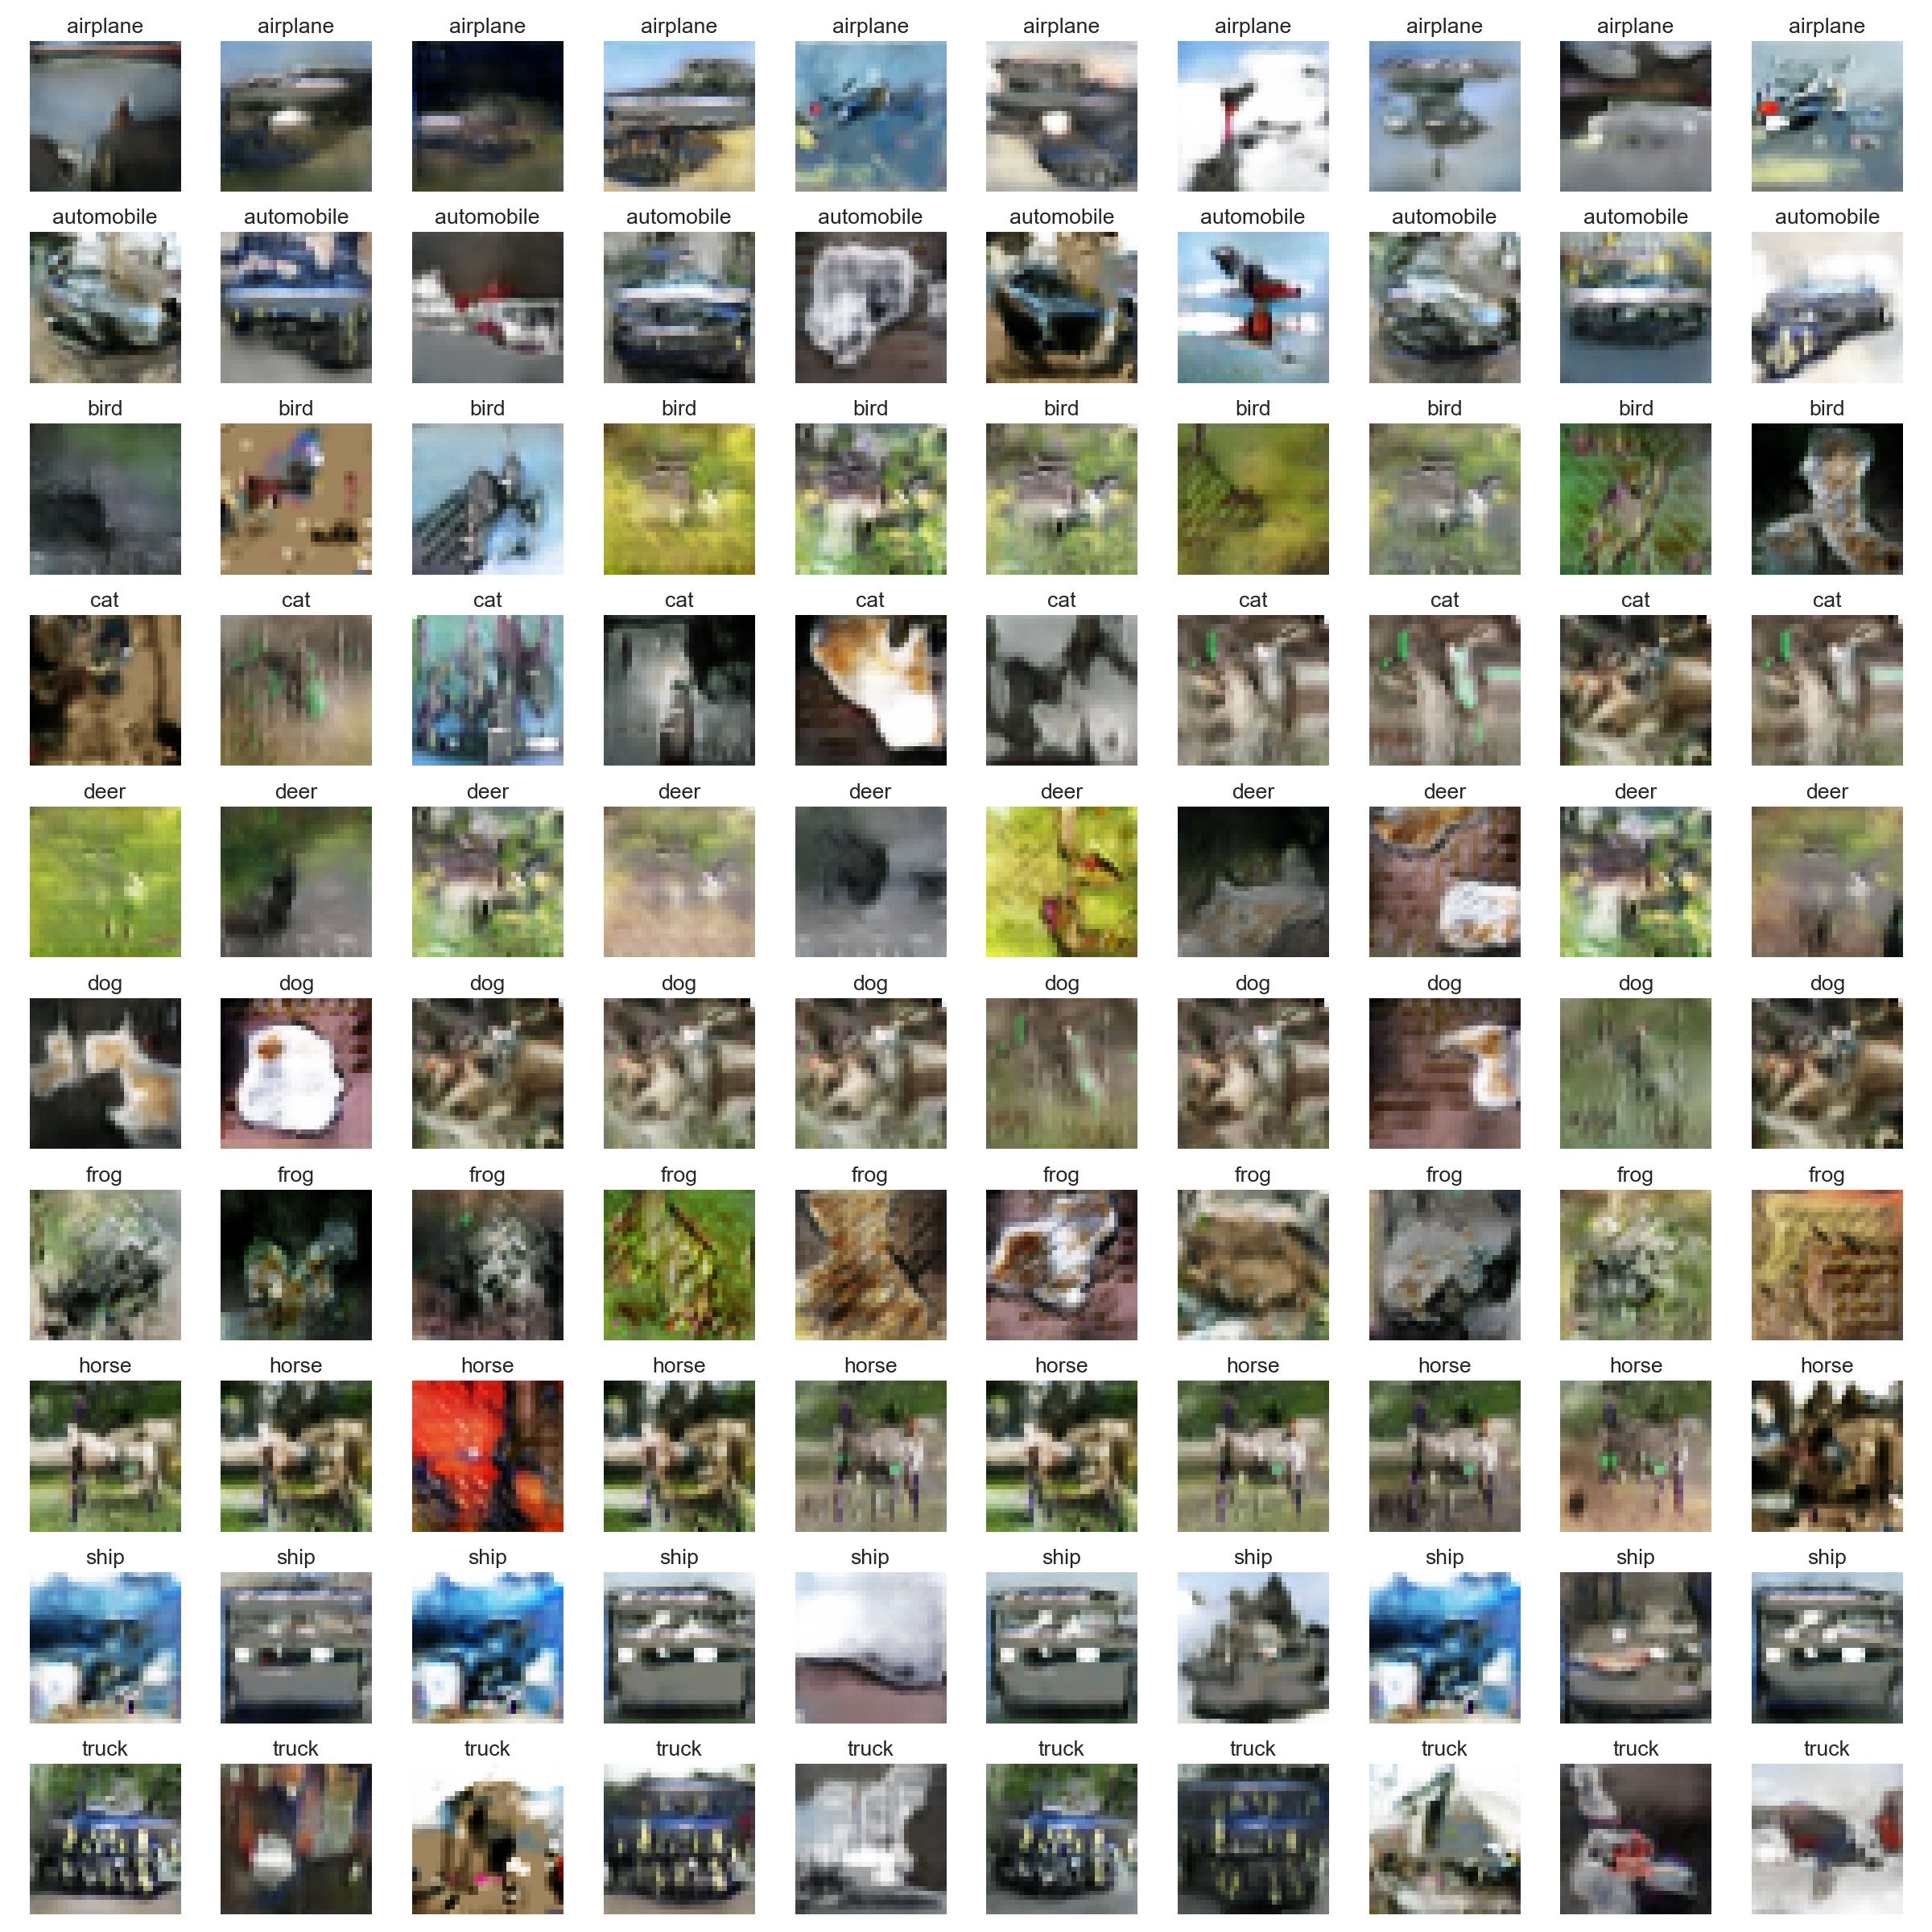 airplane airplane airplane airplane airplane airplane airplane airplane airplane airplane
automobile automobile automobile automobile automobile automobile automobile automobile automobile automobile
bird bird bird bird bird bird bird bird bird bird
cat cat cat cat cat cat cat cat cat cat
deer deer deer deer deer deer deer deer deer deer
dog dog dog dog dog dog dog dog dog dog
frog frog frog frog frog frog frog frog frog frog
horse horse horse horse horse horse horse horse horse horse
ship ship ship ship ship ship ship ship ship ship
truck truck truck truck truck truck truck truck truck truck